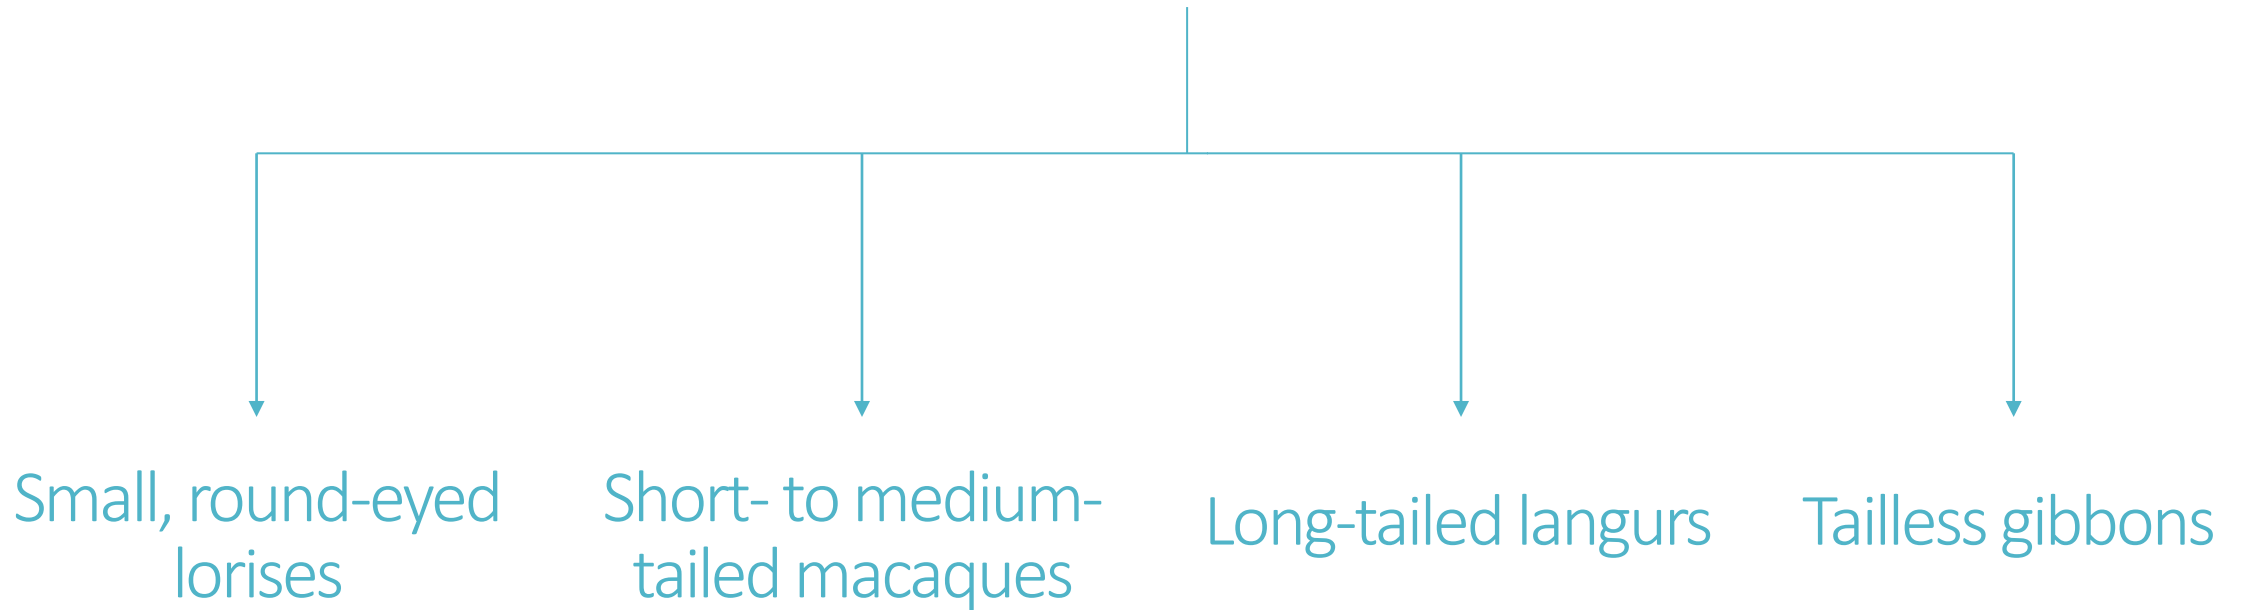 Small, round-eyed
lorises
Short- to medium-
tailed macaques
Long-tailed langurs
Tailless gibbons